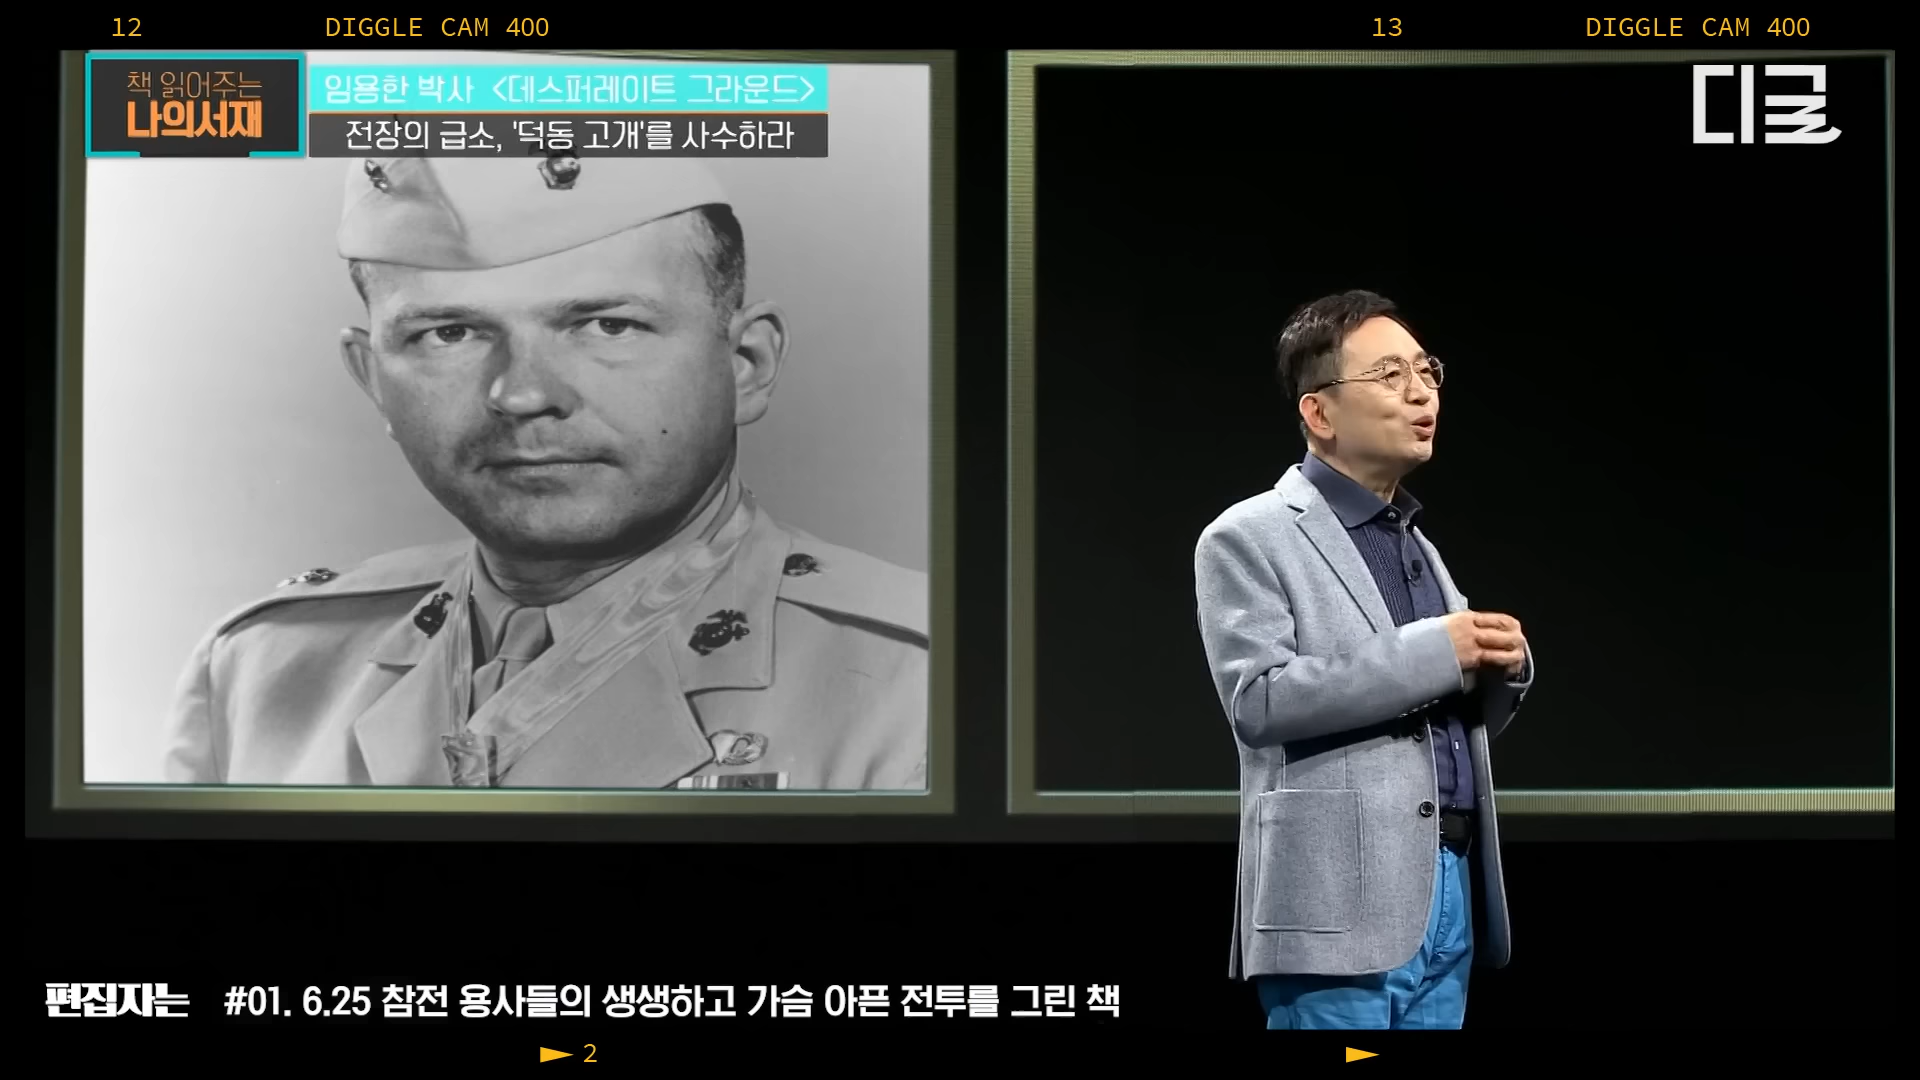 12
DIGGLE CAM 400
13
DIGGLE CAM 400
책 읽어주는
나의서재
임용한 박사 <데스퍼레이트 그라운드>
전장의 급소, '덕동 고개'를 사수하라
디글
편집자는 #01. 6.25 참전 용사들의 생생하고 가슴 아픈 전투를 그린 책
2